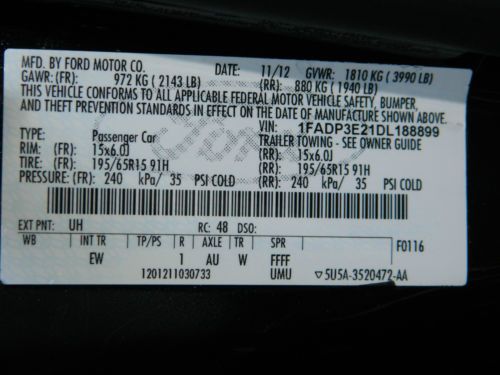 MFD. BY FORD MOTOR CO. DATE: 11/12 GVWR: 1810 KG ( 3990 LB)
GAWR: (FR): 972 KG ( 2143 LB) (RR): 880 KG ( 1940 LB)
THIS VEHICLE CONFORMS TO ALL APPLICABLE FEDERAL MOTOR VEHICLE SAFETY, BUMPER,
AND THEFT PREVENTION STANDARDS IN EFFECT ON THE DATE OF MANUFACTURE SHOWN ABOVE.
VIN: 1FADP3E21DL188899
TYPE: Passenger Car TRAILER TOWING - SEE OWNER GUIDE
RIM: (FR): 15x6.0J (RR): 15x6.0J
TIRE: (FR): 195/65R15 91H (RR): 195/65R15 91H
PRESSURE: (FR): 240 kPa/ 35 PSI COLD (RR): 240 kPa/ 35 PSI COLD
EXT PNT: UH RC: 48 DSO:
WB INT TR TP/PS R AXLE TR SPR F0116
EW 1 AU W FFFF
1201211030733 UMU ▽5U5A-3520472-AA
Ford